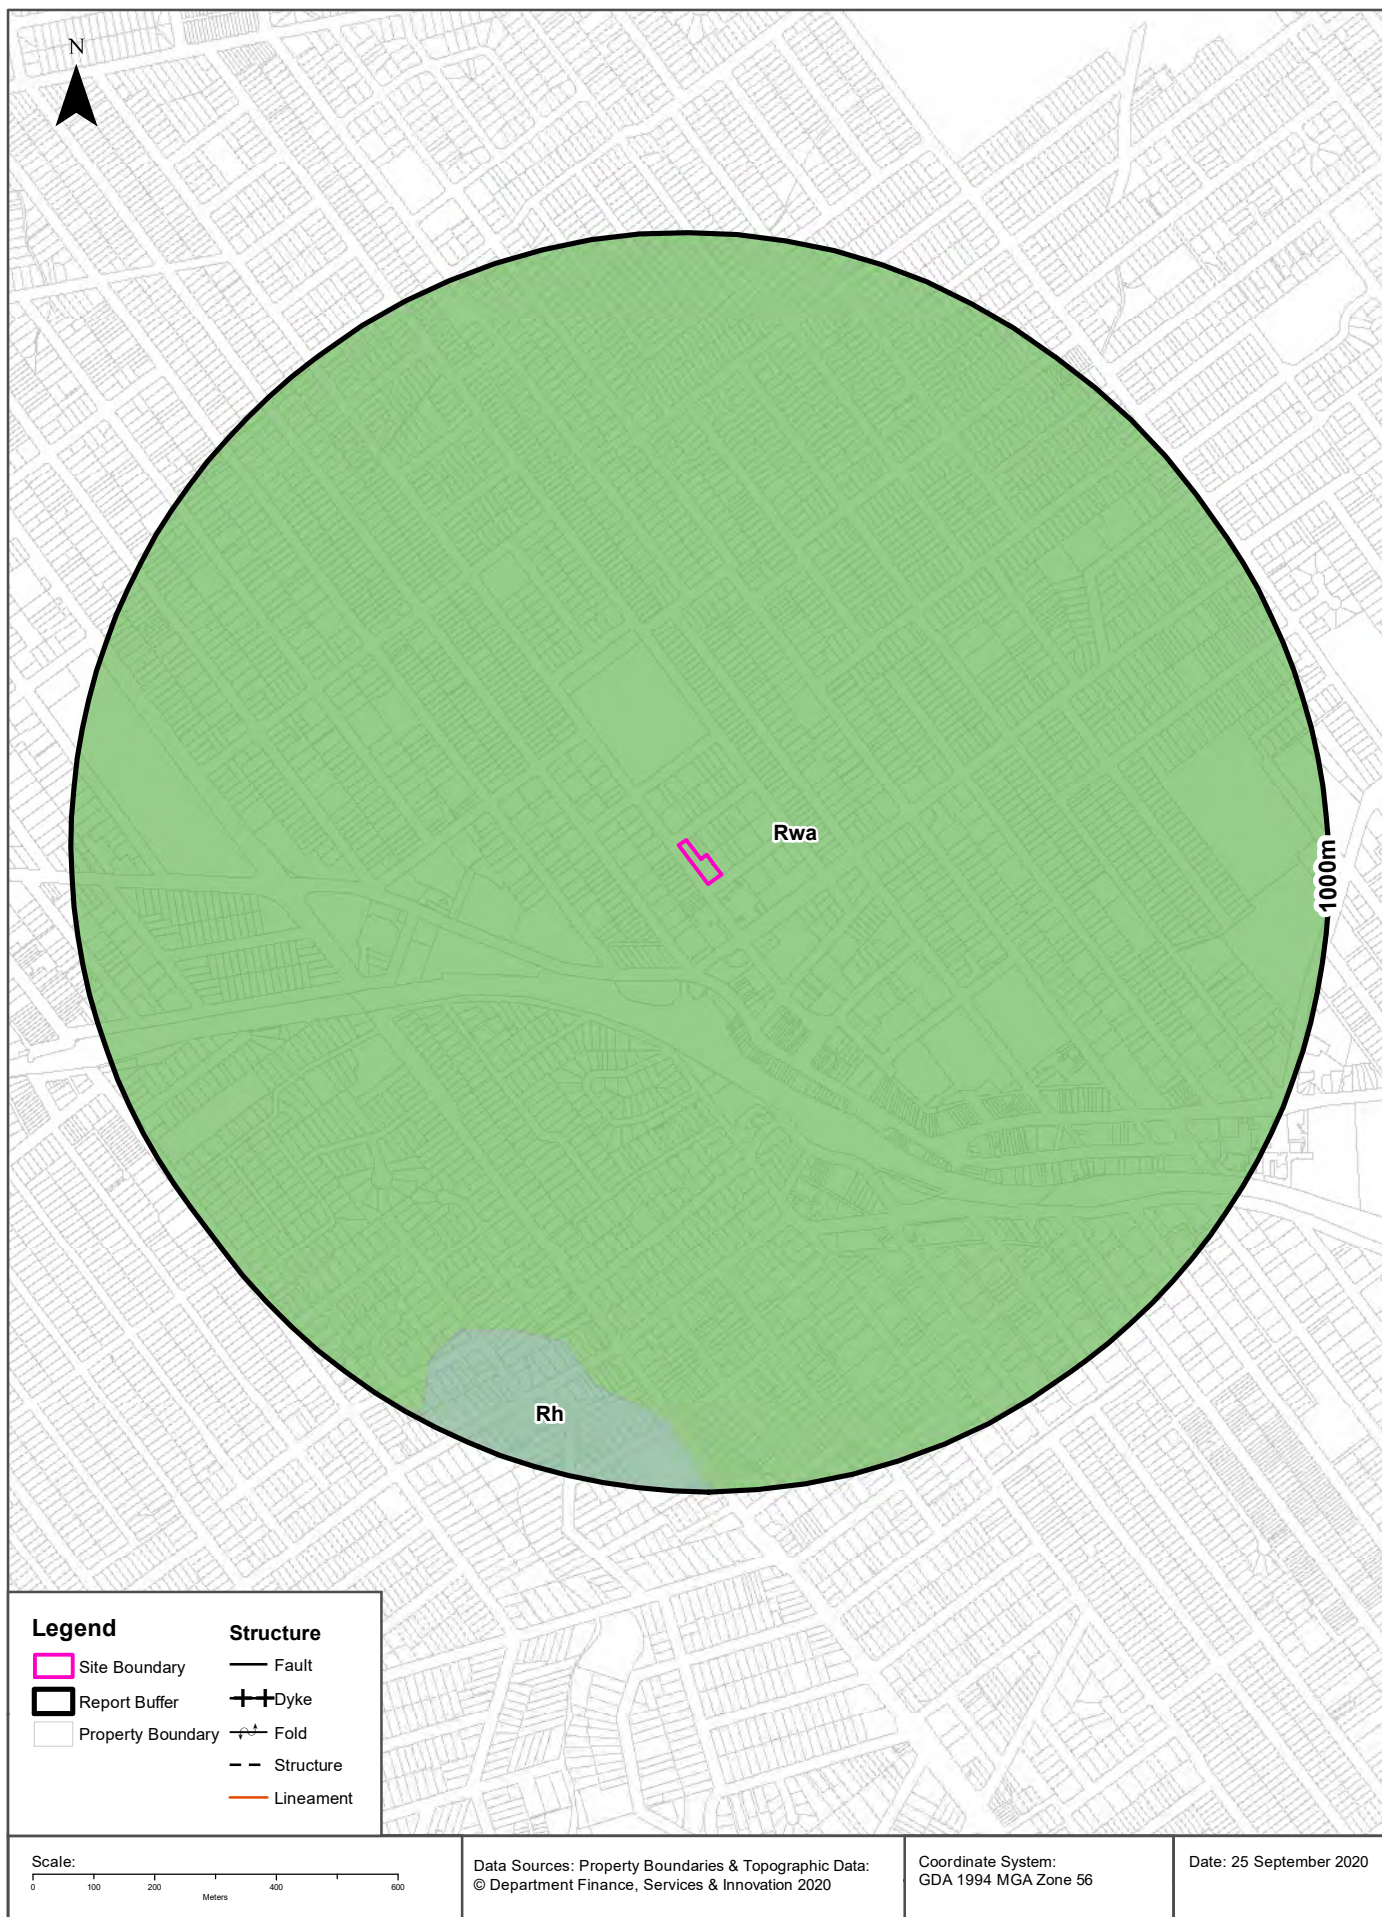 N
Rwa
1000m
Rh
Legend
Site Boundary
Report Buffer
Property Boundary
Structure
Fault
Dyke
Fold
Structure
Lineament
Scale:
0 100 200 400 600
Meters
Data Sources: Property Boundaries & Topographic Data:
© Department Finance, Services & Innovation 2020
Coordinate System:
GDA 1994 MGA Zone 56
Date: 25 September 2020